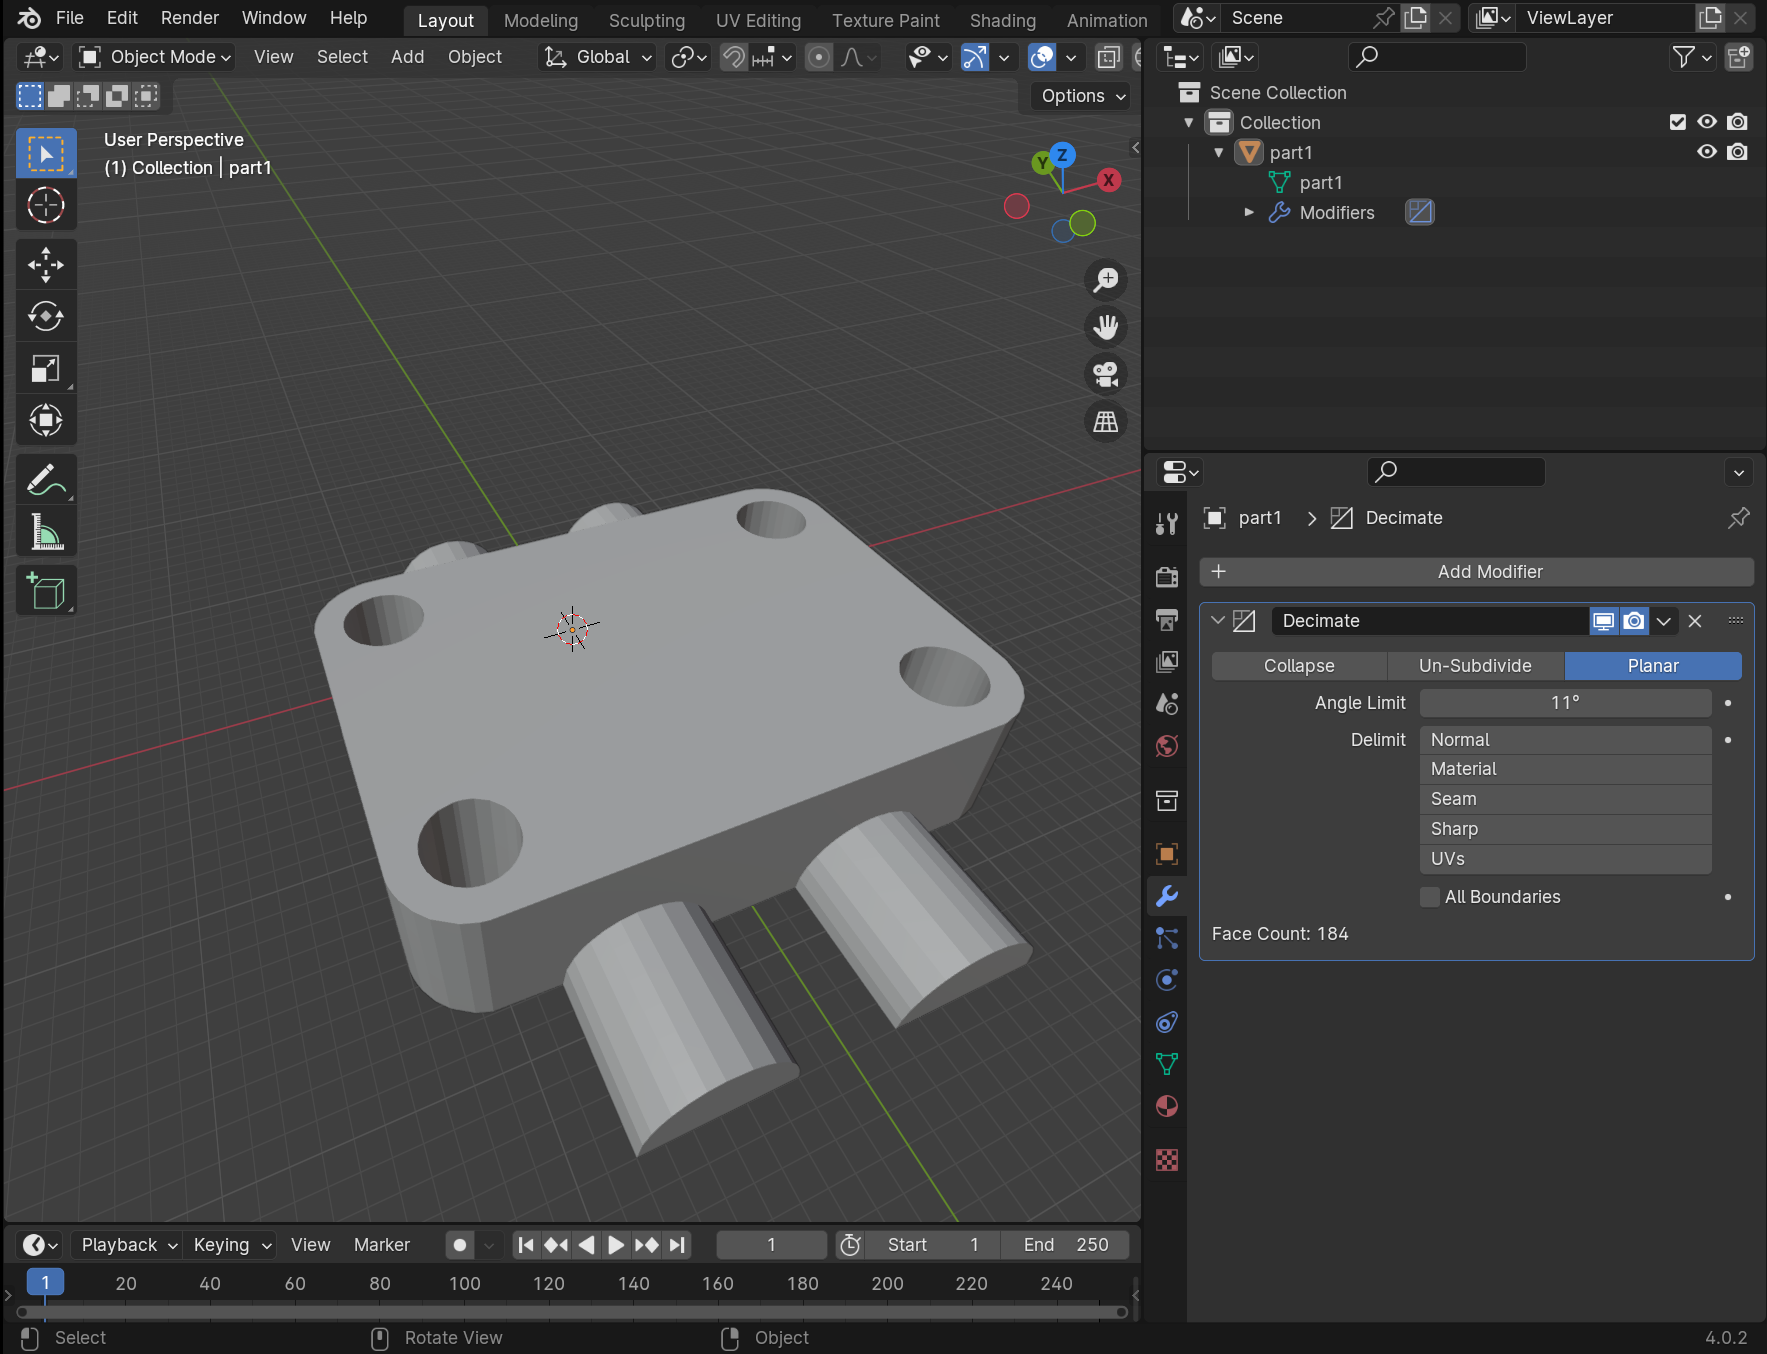 File Edit Render Window Help Layout Modeling Sculpting UV Editing Texture Paint Shading Animation Scene ViewLayer
Object Mode View Select Add Object Global
Options
User Perspective
(1) Collection | part1
Z
Y
X
Scene Collection
Collection
part1
part1
Modifiers
part1 Decimate
Add Modifier
Decimate
Collapse Un-Subdivide Planar
Angle Limit 11°
Delimit Normal
Material
Seam
Sharp
UVs
All Boundaries
Face Count: 184
Playback Keying View Marker 1 Start 1 End 250
1 20 40 60 80 100 120 140 160 180 200 220 240
Select Rotate View Object 4.0.2